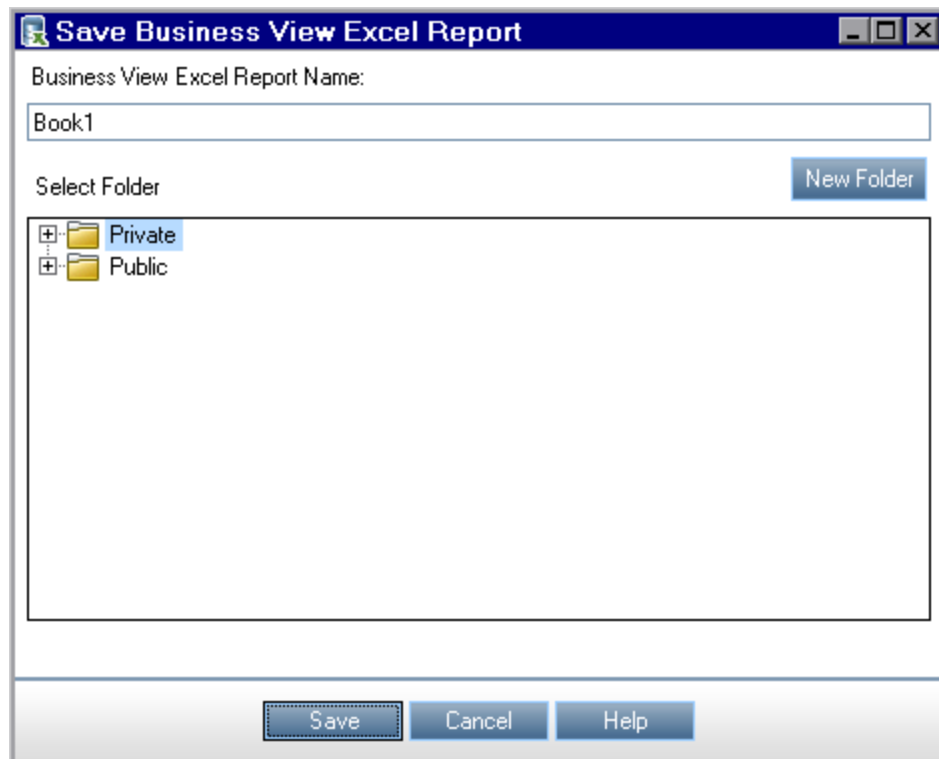 Save Business View Excel Report
Business View Excel Report Name:
Book1
Select Folder
New Folder
Private
Public
Save
Cancel
Help